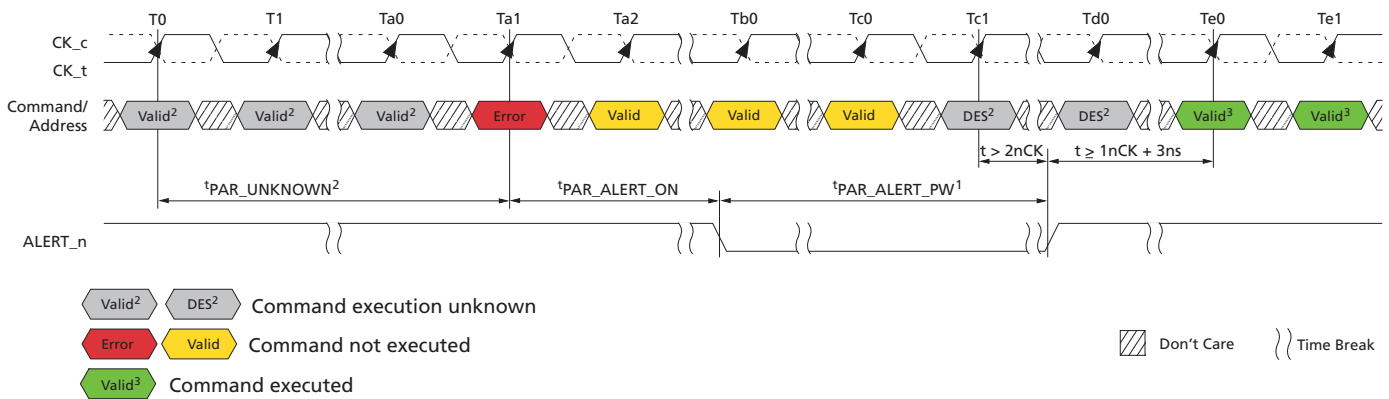 T0 T1 Ta0 Ta1 Ta2 Tb0 Tc0 Tc1 Td0 Te0 Te1
CK_c
CK_t
Command/
Address
Valid² Valid² Valid² Error Valid Valid Valid DES² DES² Valid³ Valid³
t > 2nCK t ≥ 1nCK + 3ns
ᵗPAR_UNKNOWN² ᵗPAR_ALERT_ON ᵗPAR_ALERT_PW¹
ALERT_n
Valid² DES² Command execution unknown
Error Valid Command not executed
Don't Care Time Break
Valid³ Command executed